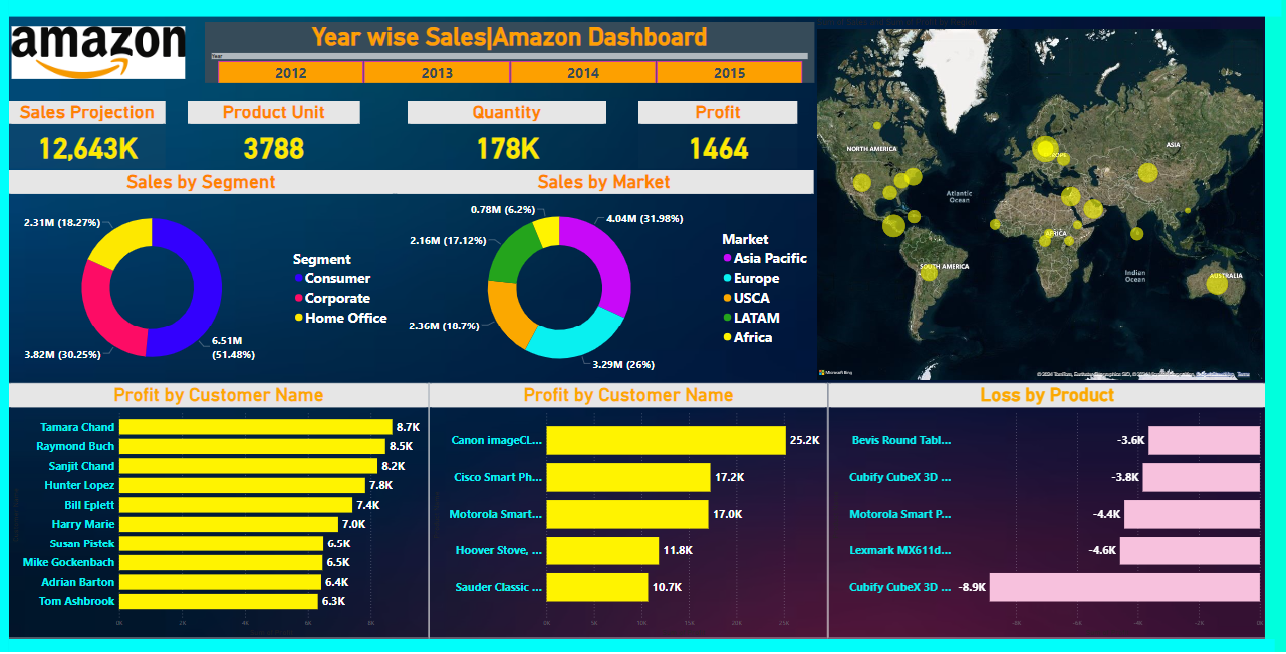 amazon
Year wise Sales|Amazon Dashboard
Year
2012
2013
2014
2015
Sales Projection
12,643K
Product Unit
3788
Quantity
178K
Profit
1464
Sales by Segment
2.31M (18.27%)
3.82M (30.25%)
6.51M
(51.48%)
Segment
Consumer
Corporate
Home Office
Sales by Market
0.78M (6.2%)
4.04M (31.98%)
2.16M (17.12%)
2.36M (18.7%)
3.29M (26%)
Market
Asia Pacific
Europe
USCA
LATAM
Africa
NORTH AMERICA
EUROPE
ASIA
Atlantic
Ocean
AFRICA
SOUTH AMERICA
Indian
Ocean
AUSTRALIA
Microsoft Bing
Terms
Profit by Customer Name
Tamara Chand 8.7K
Raymond Buch 8.5K
Sanjit Chand 8.2K
Hunter Lopez 7.8K
Bill Eplett 7.4K
Harry Marie 7.0K
Susan Pistek 6.5K
Mike Gockenbach 6.5K
Adrian Barton 6.4K
Tom Ashbrook 6.3K
0K 2K 4K 6K 8K
Profit by Customer Name
Canon imageCL... 25.2K
Cisco Smart Ph... 17.2K
Motorola Smart... 17.0K
Hoover Stove, ... 11.8K
Sauder Classic ... 10.7K
0K 5K 10K 15K 20K 25K
Loss by Product
Bevis Round Tabl... -3.6K
Cubify CubeX 3D ... -3.8K
Motorola Smart P... -4.4K
Lexmark MX611d... -4.6K
Cubify CubeX 3D ... -8.9K
-8K -6K -4K -2K 0K